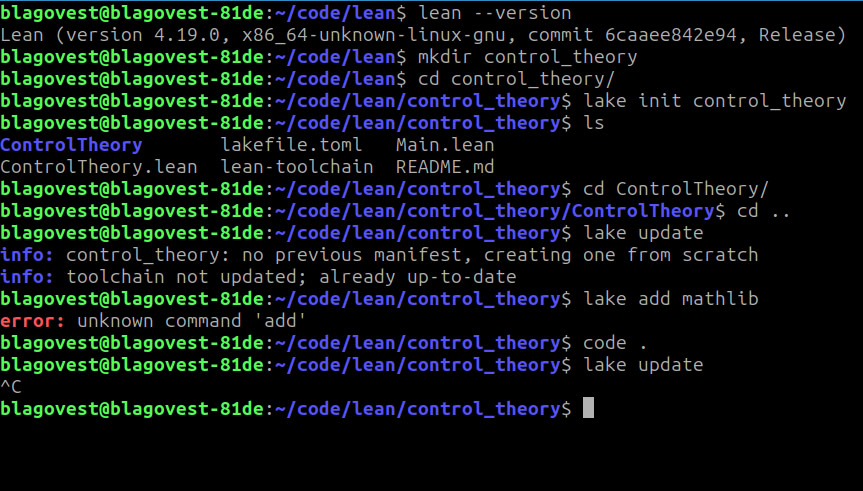 blagovest@blagovest-81de:~/code/lean$ lean --version
Lean (version 4.19.0, x86_64-unknown-linux-gnu, commit 6caaee842e94, Release)
blagovest@blagovest-81de:~/code/lean$ mkdir control_theory
blagovest@blagovest-81de:~/code/lean$ cd control_theory/
blagovest@blagovest-81de:~/code/lean/control_theory$ lake init control_theory
blagovest@blagovest-81de:~/code/lean/control_theory$ ls
ControlTheory       lakefile.toml   Main.lean
ControlTheory.lean  lean-toolchain  README.md
blagovest@blagovest-81de:~/code/lean/control_theory$ cd ControlTheory/
blagovest@blagovest-81de:~/code/lean/control_theory/ControlTheory$ cd ..
blagovest@blagovest-81de:~/code/lean/control_theory$ lake update
info: control_theory: no previous manifest, creating one from scratch
info: toolchain not updated; already up-to-date
blagovest@blagovest-81de:~/code/lean/control_theory$ lake add mathlib
error: unknown command 'add'
blagovest@blagovest-81de:~/code/lean/control_theory$ code .
blagovest@blagovest-81de:~/code/lean/control_theory$ lake update
^C
blagovest@blagovest-81de:~/code/lean/control_theory$